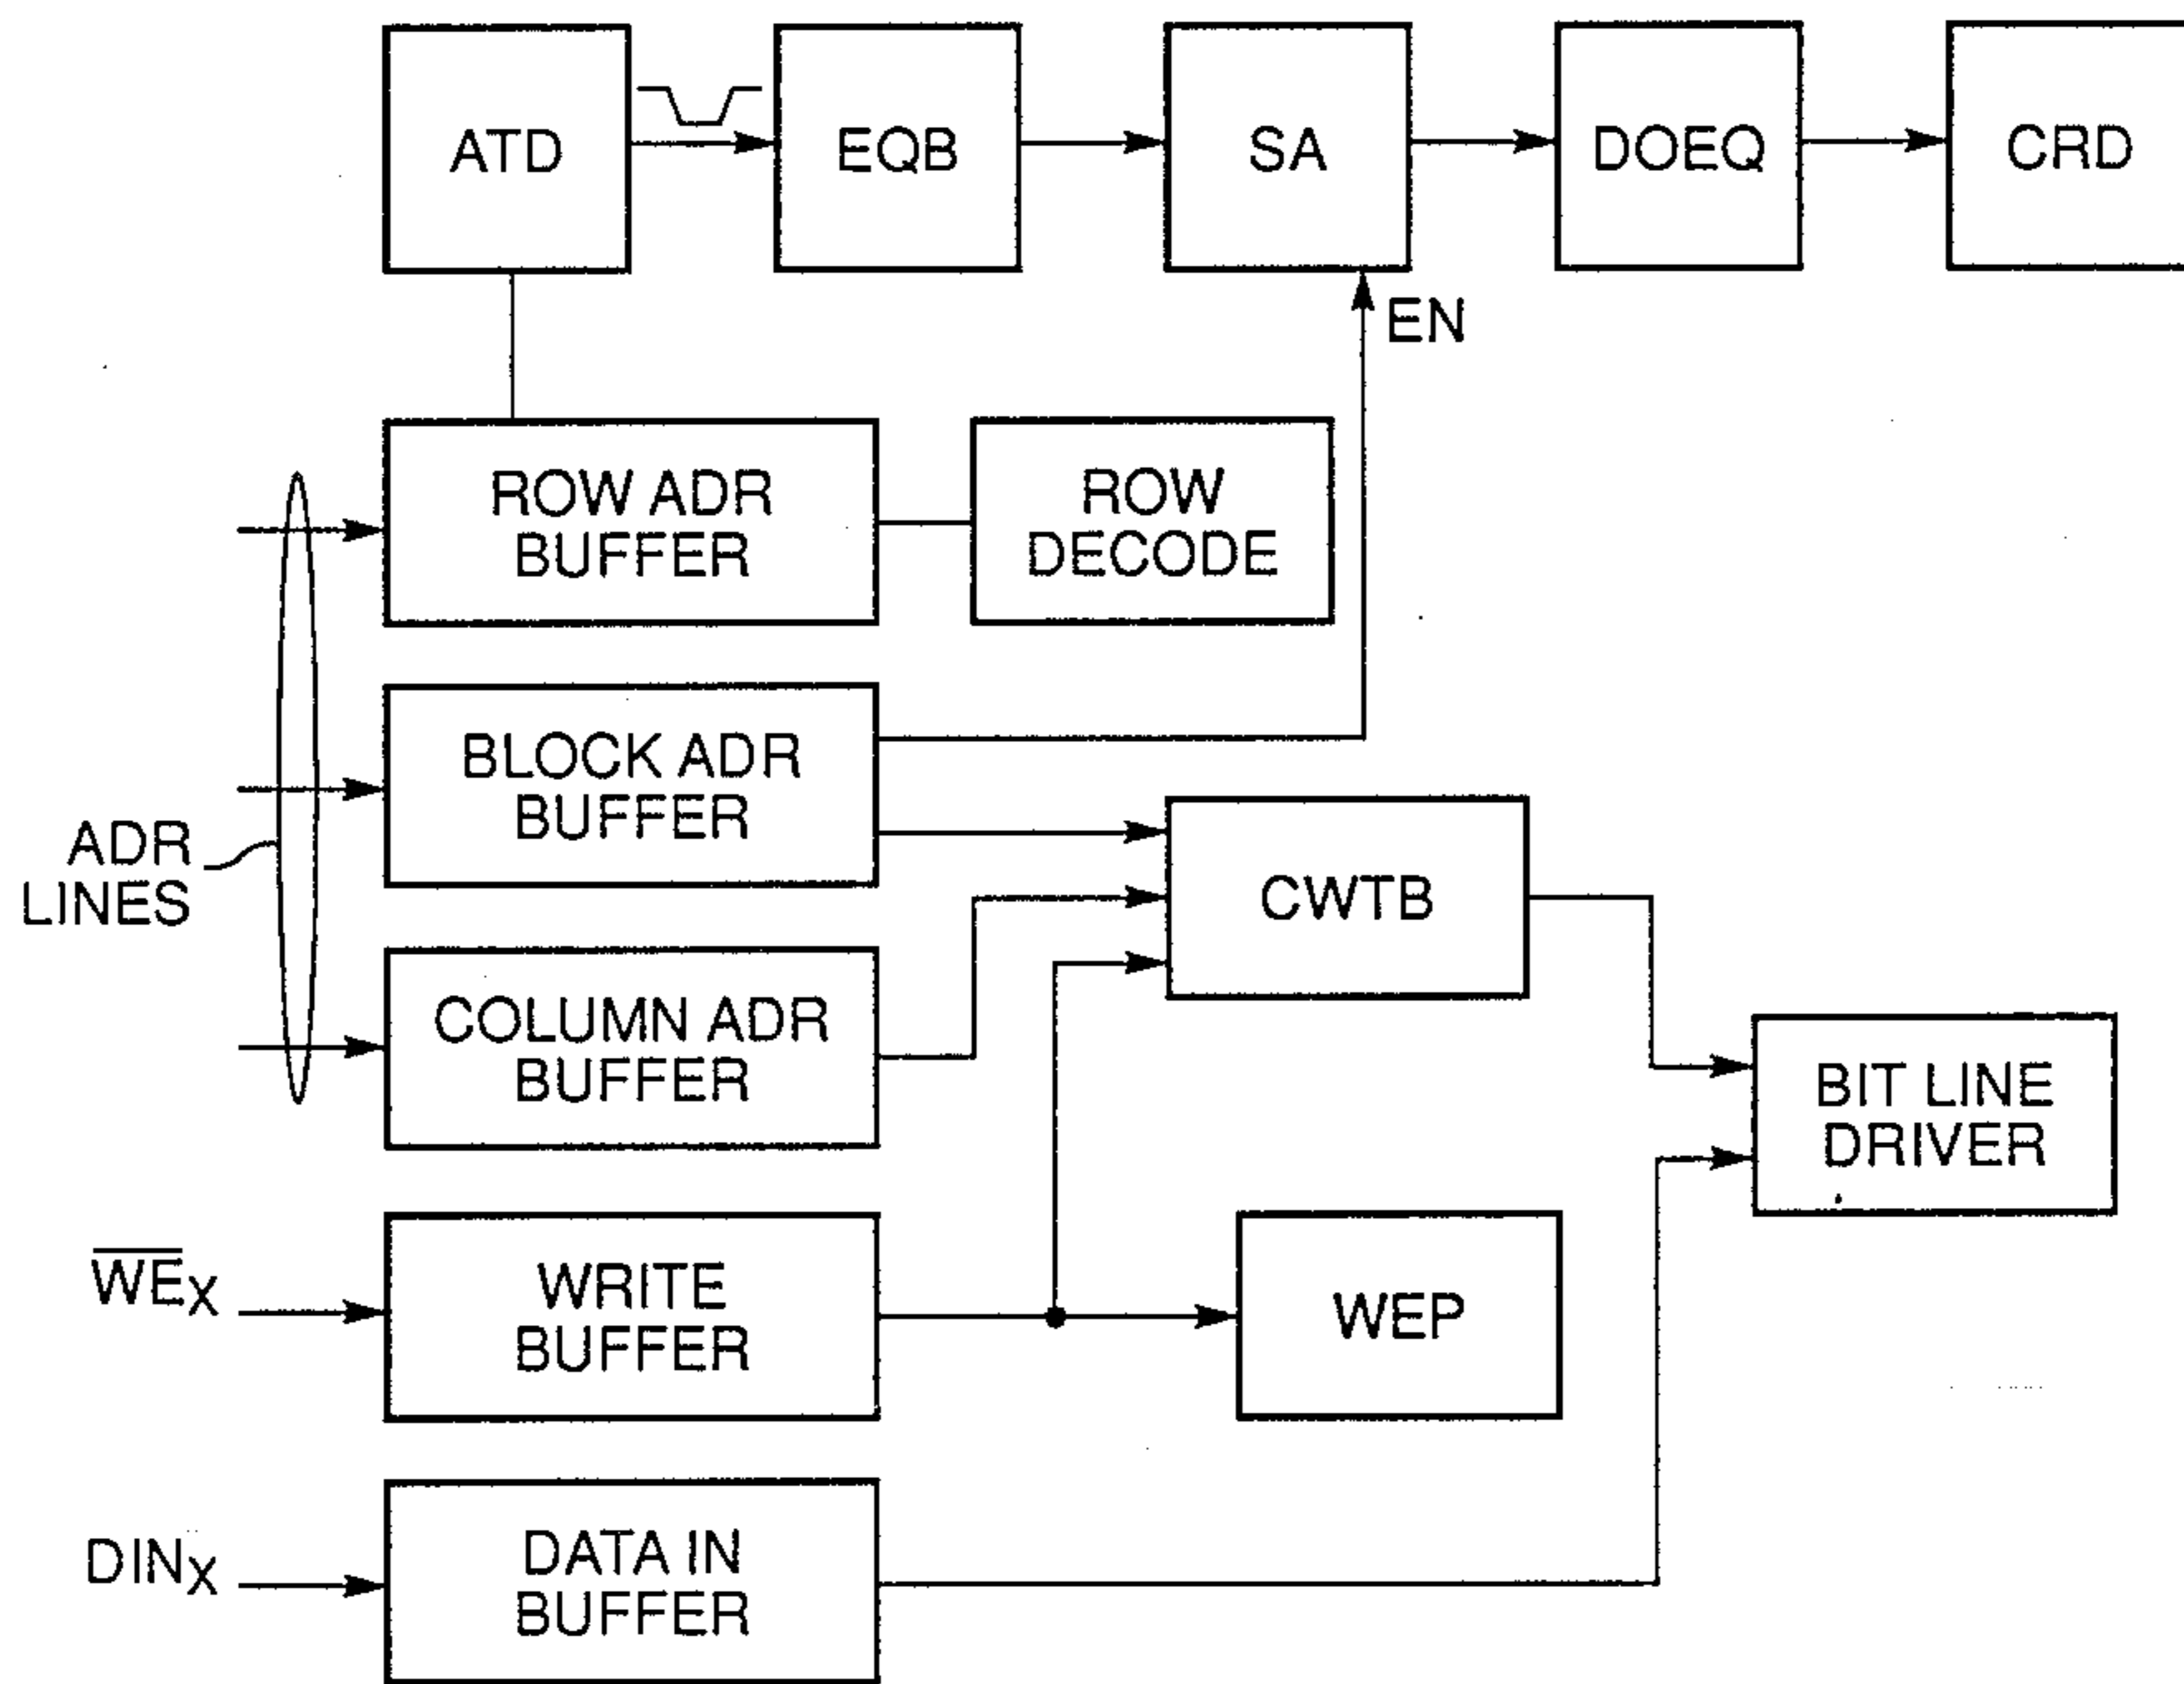 ATD
EQB
SA
DOEQ
CRD
EN
ROW ADR
BUFFER
ROW
DECODE
BLOCK ADR
BUFFER
ADR
LINES
CWTB
COLUMN ADR
BUFFER
BIT LINE
DRIVER
W̅E̅X
WRITE
BUFFER
WEP
DINX
DATA IN
BUFFER